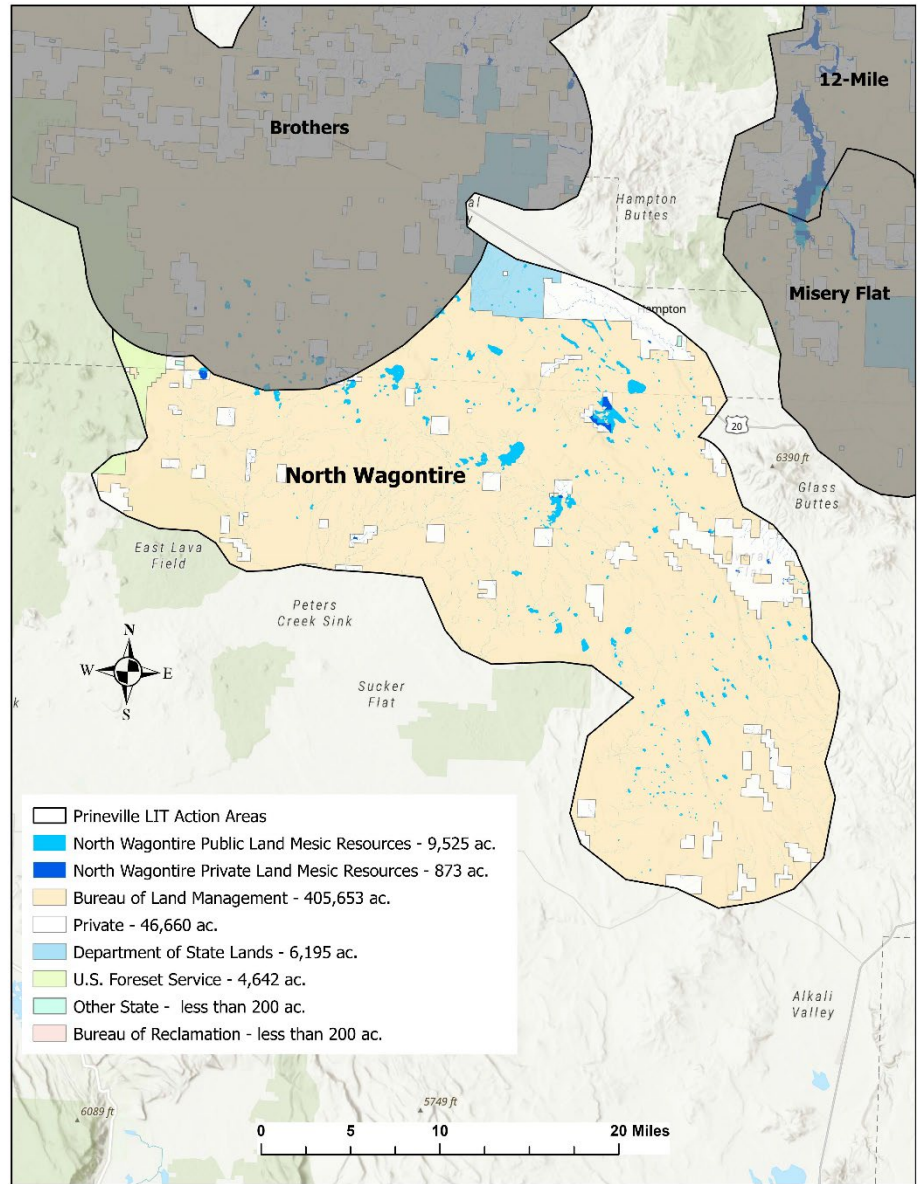 Brothers
12-Mile
Hampton
Buttes
Misery Flat
20
6390 ft
Glass
Buttes
North Wagontire
East Lava
Field
Peters
Creek Sink
N
W
E
S
Sucker
Flat
k
Prineville LIT Action Areas
North Wagontire Public Land Mesic Resources - 9,525 ac.
North Wagontire Private Land Mesic Resources - 873 ac.
Bureau of Land Management - 405,653 ac.
Private - 46,660 ac.
Department of State Lands - 6,195 ac.
U.S. Foreset Service - 4,642 ac.
Other State - less than 200 ac.
Bureau of Reclamation - less than 200 ac.
Alkali
Valley
6089 ft
5749 ft
0 5 10 20 Miles